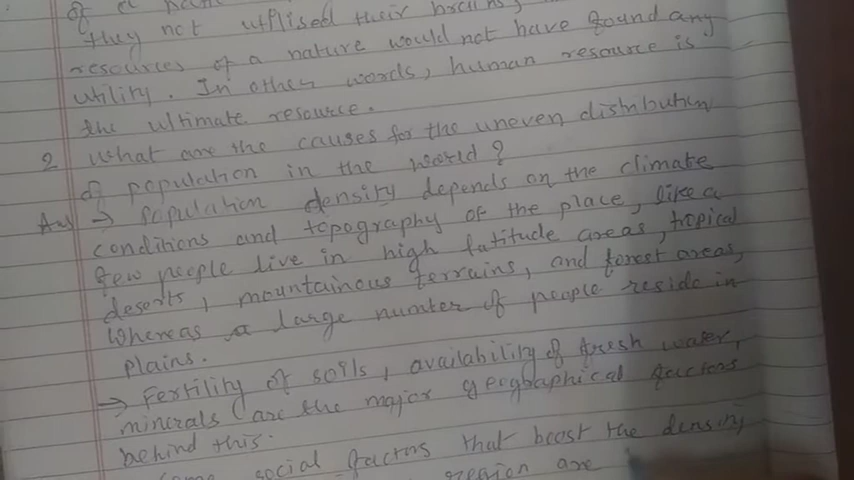 of a
they not utilised their brains,
resources of a nature would not have found any
utility. In other words, human resource is
the ultimate resource.
2 What are the causes for the uneven distribution
of population in the world?
Ans → Population density depends on the climate
conditions and topography of the place, like a
few people live in high latitude areas, tropical
deserts, mountainous terrains, and forest areas,
Whereas a large number of people reside in
plains.
→ Fertility of soils, availability of fresh water,
minerals (are the major geographical factors
behind this.
social factors that boost the density
region are